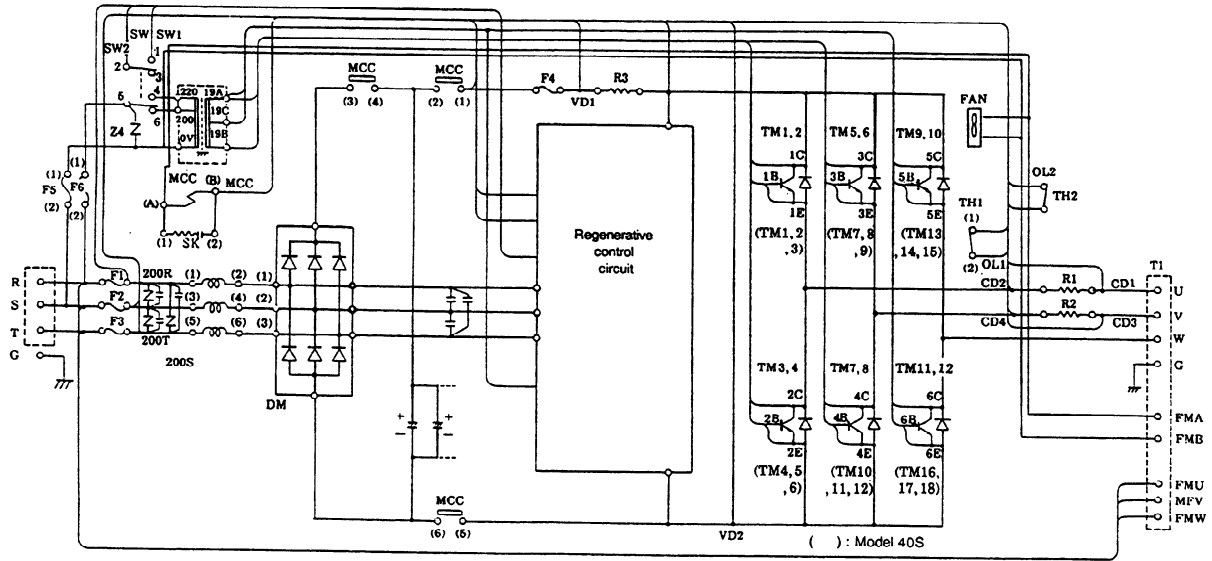 SW SW1
SW2
1
2
3
4
5
6
220 19A
19C
200
19B
0V
Z4
MCC
(3) (4)
MCC
(2) (1)
F4
VD1
R3
FAN
TM1, 2
TM5, 6
TM9, 10
1C
3C
5C
1B
3B
5B
1E
3E
5E
(TM1, 2
, 3)
(TM7, 8
, 9)
(TM13
, 14, 15)
OL2
TH2
TH1
(1)
(2)
OL1
(1)
(1)
F5
F6
(2)
(2)
MCC
(B)
MCC
(A)
(1) SK (2)
Regenerative
control
circuit
R
S
T
G
F1
F2
F3
200R
200T
200S
(1) (2) (1)
(3) (4) (2)
(5) (6) (3)
DM
CD2
R1
CD1
R2
CD4
CD3
T1
U
V
W
G
FMA
FMB
FMU
MFV
FMW
TM3, 4
TM7, 8
TM11, 12
2C
4C
6C
2B
4B
6B
2E
4E
6E
(TM4, 5
, 6)
(TM10
, 11, 12)
(TM16,
17, 18)
+
−
+
−
MCC
(6) (5)
VD2
( ) : Model 40S